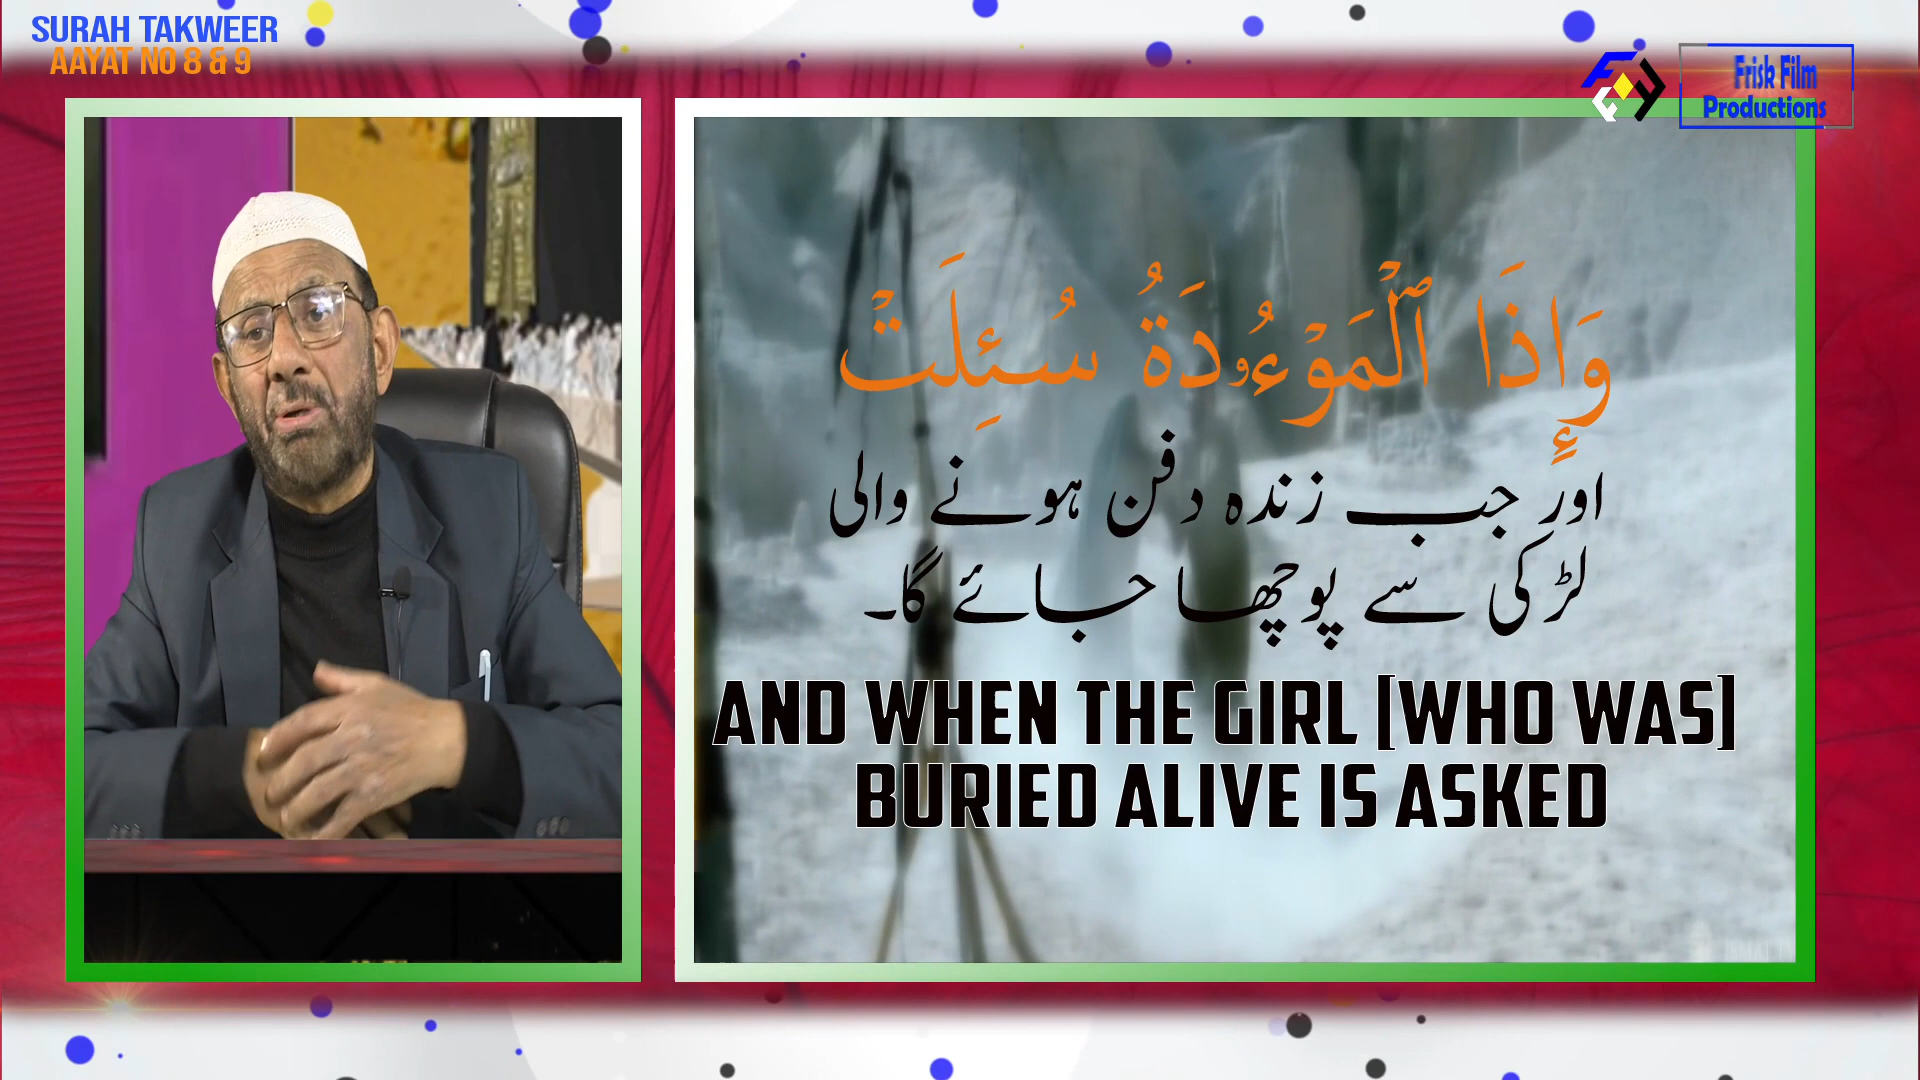 SURAH TAKWEER
AAYAT NO 8 & 9
Frisk Film
Productions
وَإِذَا ٱلْمَوْءُۥدَةُ سُئِلَتْ
اور جب زندہ دفن ہونے والی
لڑکی سے پوچھا جائے گا۔
AND WHEN THE GIRL [WHO WAS]
BURIED ALIVE IS ASKED